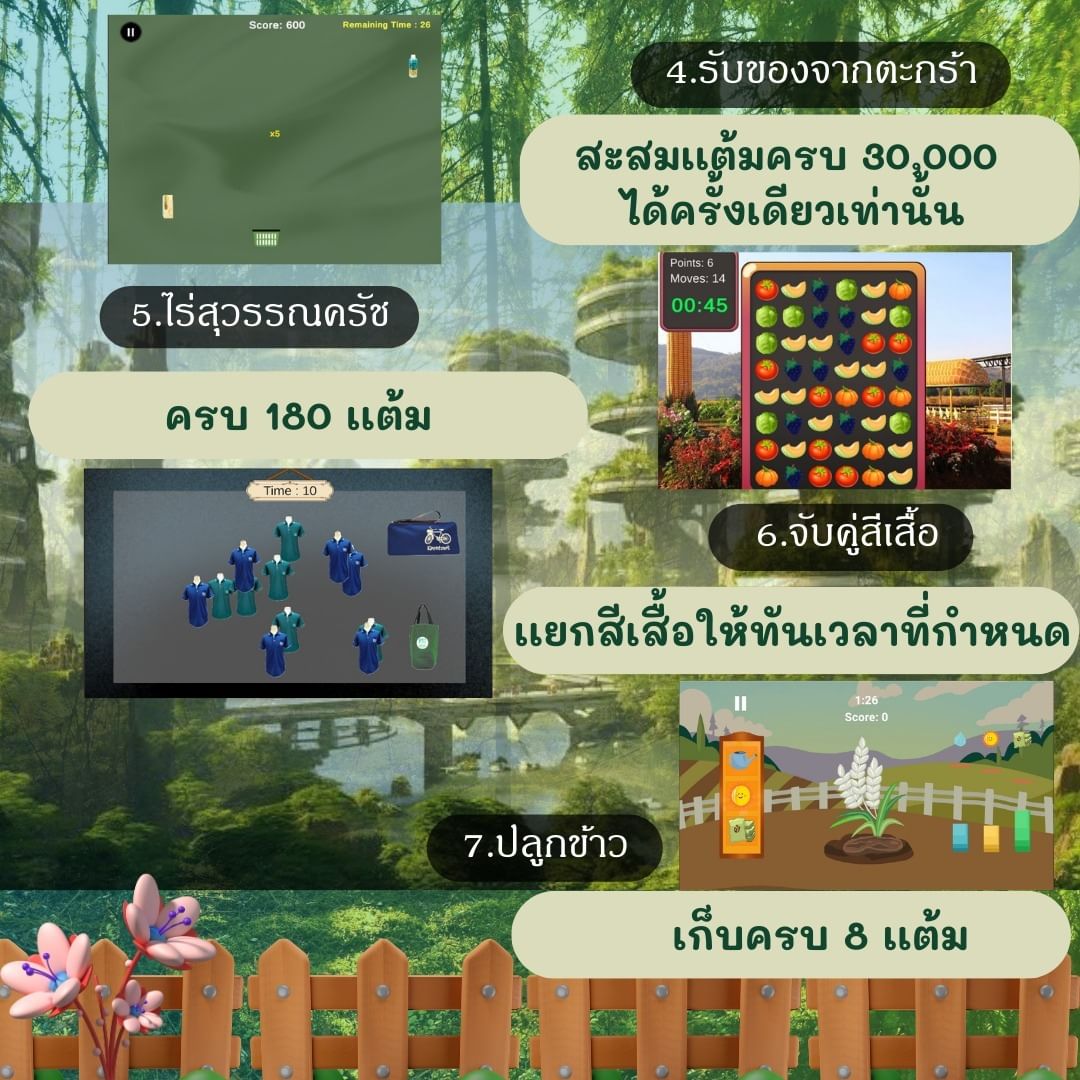 Score: 600
Remaining Time : 26
x5
4.รับของจากตะกร้า
สะสมแต้มครบ 30,000
ได้ครั้งเดียวเท่านั้น
5.ไร่สุวรรณครัช
ครบ 180 แต้ม
Points: 6
Moves: 14
00:45
Time : 10
6.จับคู่สีเสื้อ
แยกสีเสื้อให้ทันเวลาที่กำหนด
1:26
Score: 0
7.ปลูกข้าว
เก็บครบ 8 แต้ม